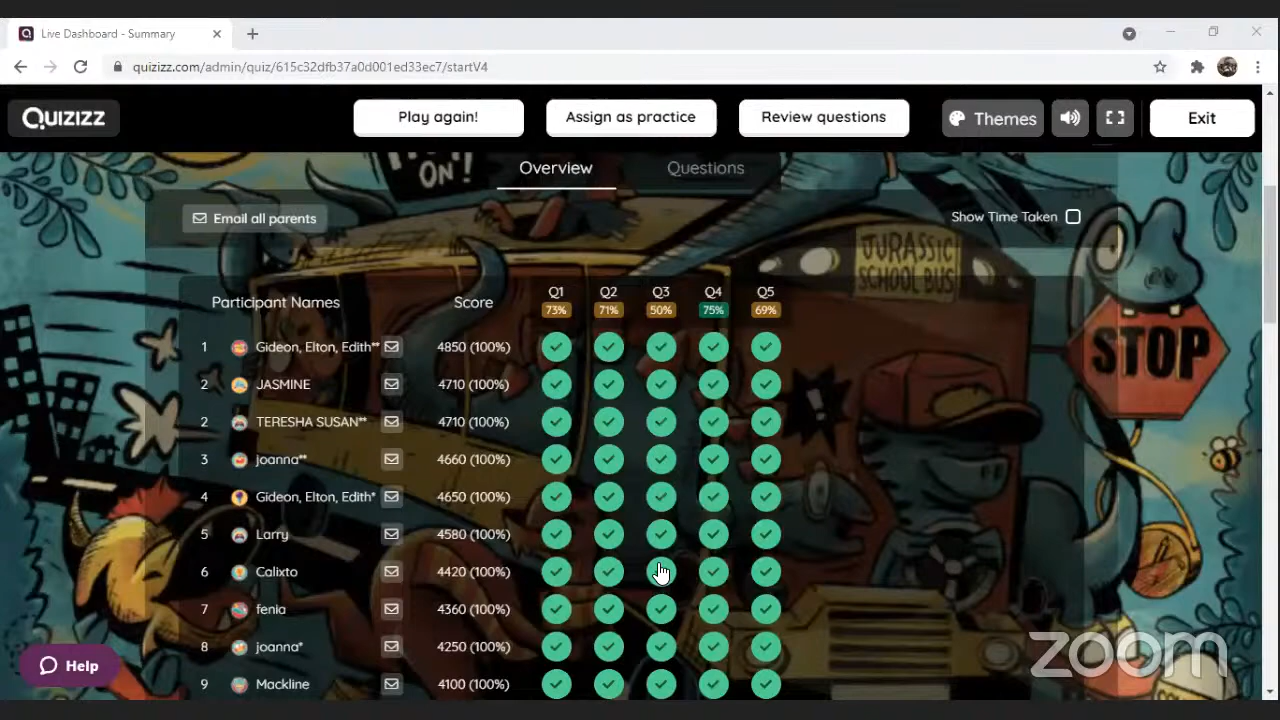 Live Dashboard - Summary
quizizz.com/admin/quiz/615c32dfb37a0d001ed33ec7/startV4
QUIZIZZ
Play again!
Assign as practice
Review questions
Themes
Exit
ON!
Overview
Questions
Email all parents
Show Time Taken
JURASSIC
SCHOOL BUS
STOP
Participant Names Score Q1 Q2 Q3 Q4 Q5
73% 71% 50% 75% 69%
1 Gideon, Elton, Edith** 4850 (100%)
2 JASMINE 4710 (100%)
2 TERESHA SUSAN** 4710 (100%)
3 joanna** 4660 (100%)
4 Gideon, Elton, Edith* 4650 (100%)
5 Larry 4580 (100%)
6 Calixto 4420 (100%)
7 fenia 4360 (100%)
8 joanna* 4250 (100%)
9 Mackline 4100 (100%)
Help
zoom